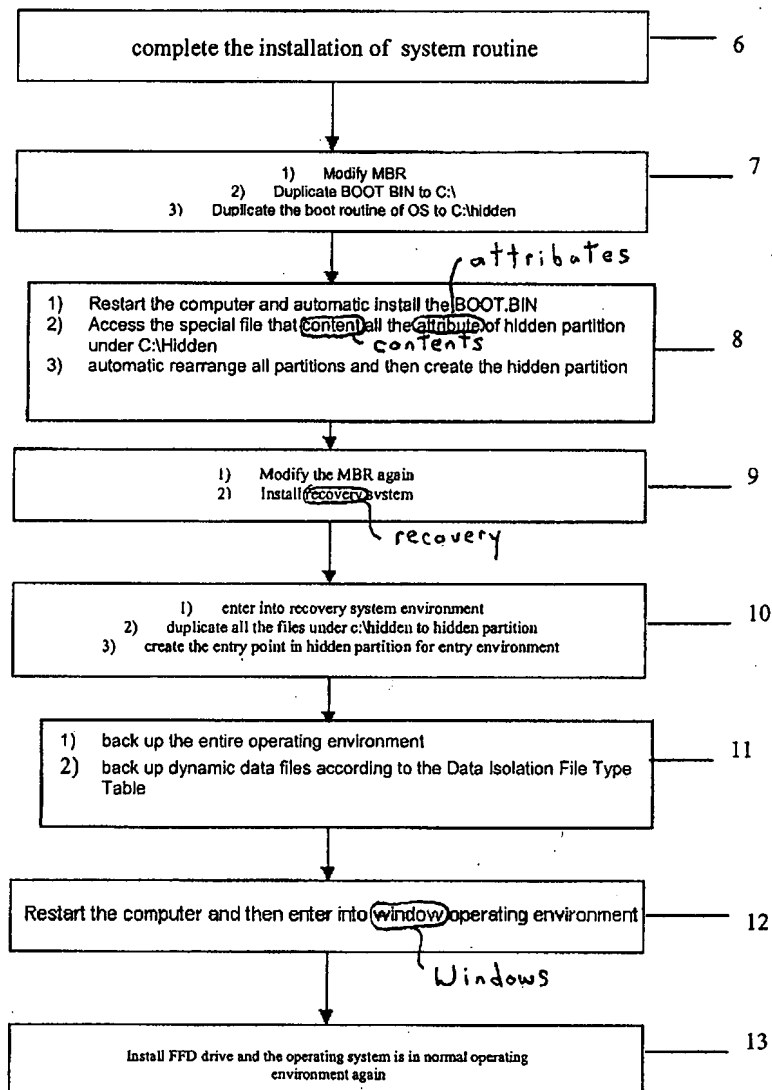 complete the installation of system routine
6
1) Modify MBR
2) Duplicate BOOT BIN to C:\
3) Duplicate the boot routine of OS to C:\hidden
7
attributes
1) Restart the computer and automatic install the BOOT.BIN
2) Access the special file that content all the attribute of hidden partition
under C:\Hidden
contents
3) automatic rearrange all partitions and then create the hidden partition
8
1) Modify the MBR again
2) Install recovery system
9
recovery
1) enter into recovery system environment
2) duplicate all the files under c:\hidden to hidden partition
3) create the entry point in hidden partition for entry environment
10
1) back up the entire operating environment
2) back up dynamic data files according to the Data Isolation File Type
Table
11
Restart the computer and then enter into window operating environment
12
Windows
Install FFD drive and the operating system is in normal operating
environment again
13